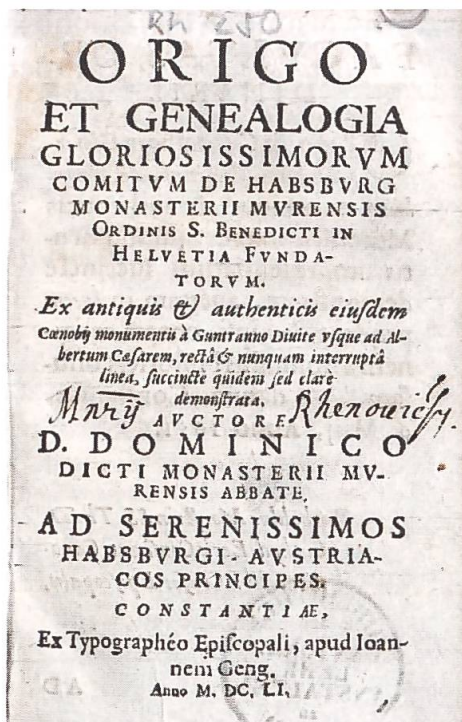 Rh 250
ORIGO
ET GENEALOGIA
GLORIOSISSIMORVM
COMITVM DE HABSBVRG
MONASTERII MVRENSIS
ORDINIS S. BENEDICTI IN
HELVETIA FVNDA-
TORVM.
Ex antiquis & authenticis eiuſdem
Cœnobij monumentis à Guntranno Diuite vſque ad Al-
bertum Cæſarem, rectâ & nunquam interruptâ
linea, ſuccinctè quidem ſed clarè
demonſtrata.
AVCTORE
D. DOMINICO
DICTI MONASTERII MV-
RENSIS ABBATE,
AD SERENISSIMOS
HABSBVRGI-AVSTRIA-
COS PRINCIPES.
CONSTANTIAE,
Ex Typographéo Epiſcopali, apud Ioan-
nem Geng.
Anno M. DC. LI.